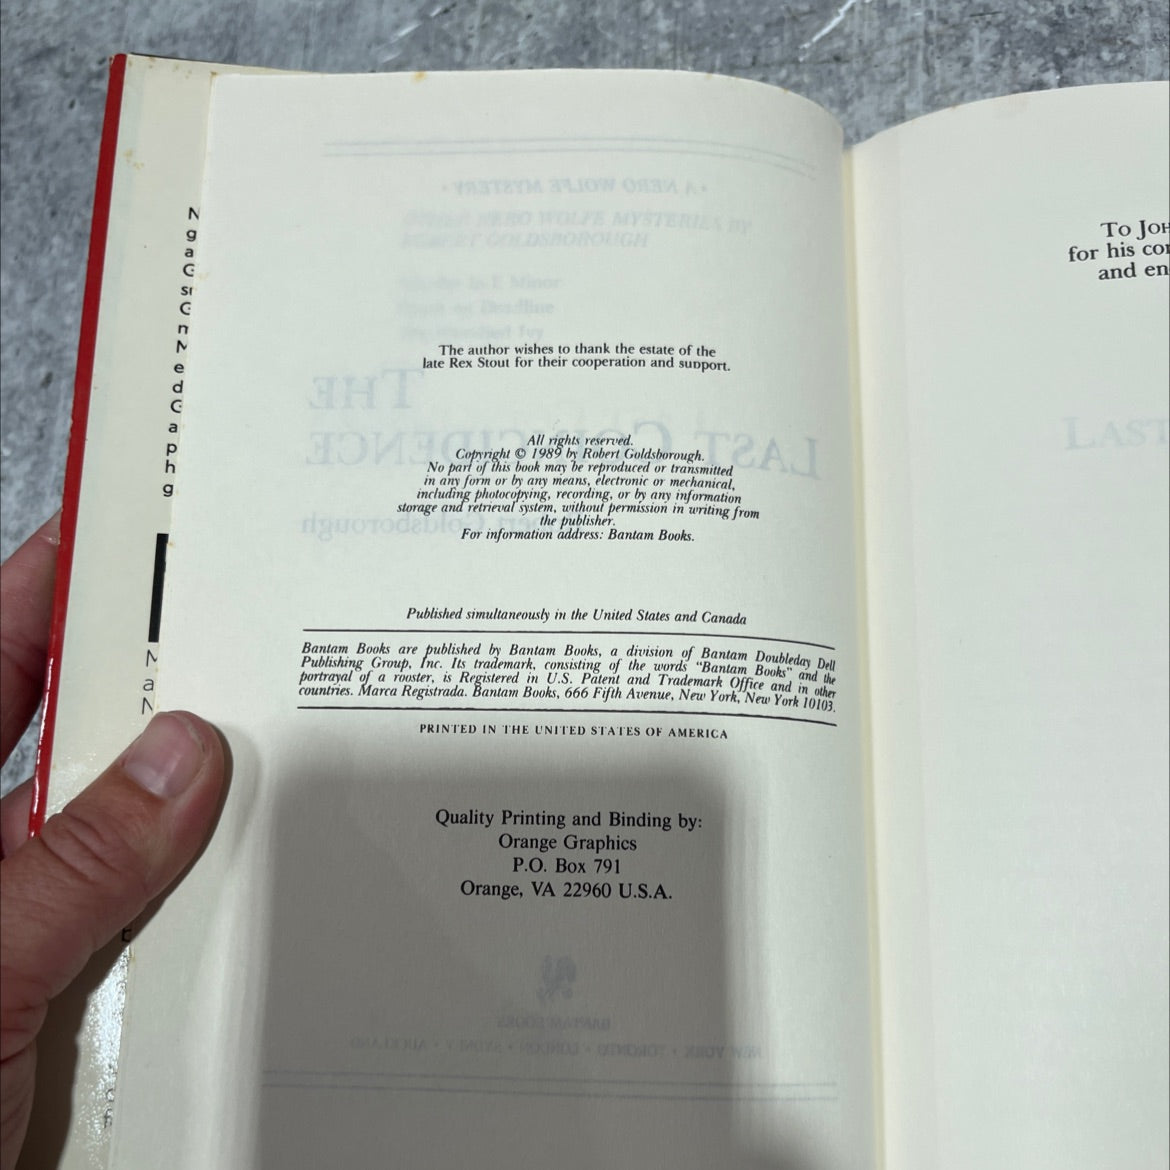 The author wishes to thank the estate of the
late Rex Stout for their cooperation and support.
All rights reserved.
Copyright © 1989 by Robert Goldsborough.
No part of this book may be reproduced or transmitted
in any form or by any means, electronic or mechanical,
including photocopying, recording, or by any information
storage and retrieval system, without permission in writing from
the publisher.
For information address: Bantam Books.
Published simultaneously in the United States and Canada
Bantam Books are published by Bantam Books, a division of Bantam Doubleday Dell
Publishing Group, Inc. Its trademark, consisting of the words "Bantam Books" and the
portrayal of a rooster, is Registered in U.S. Patent and Trademark Office and in other
countries. Marca Registrada. Bantam Books, 666 Fifth Avenue, New York, New York 10103.
PRINTED IN THE UNITED STATES OF AMERICA
Quality Printing and Binding by:
Orange Graphics
P.O. Box 791
Orange, VA 22960 U.S.A.
To
for his
and
LAST